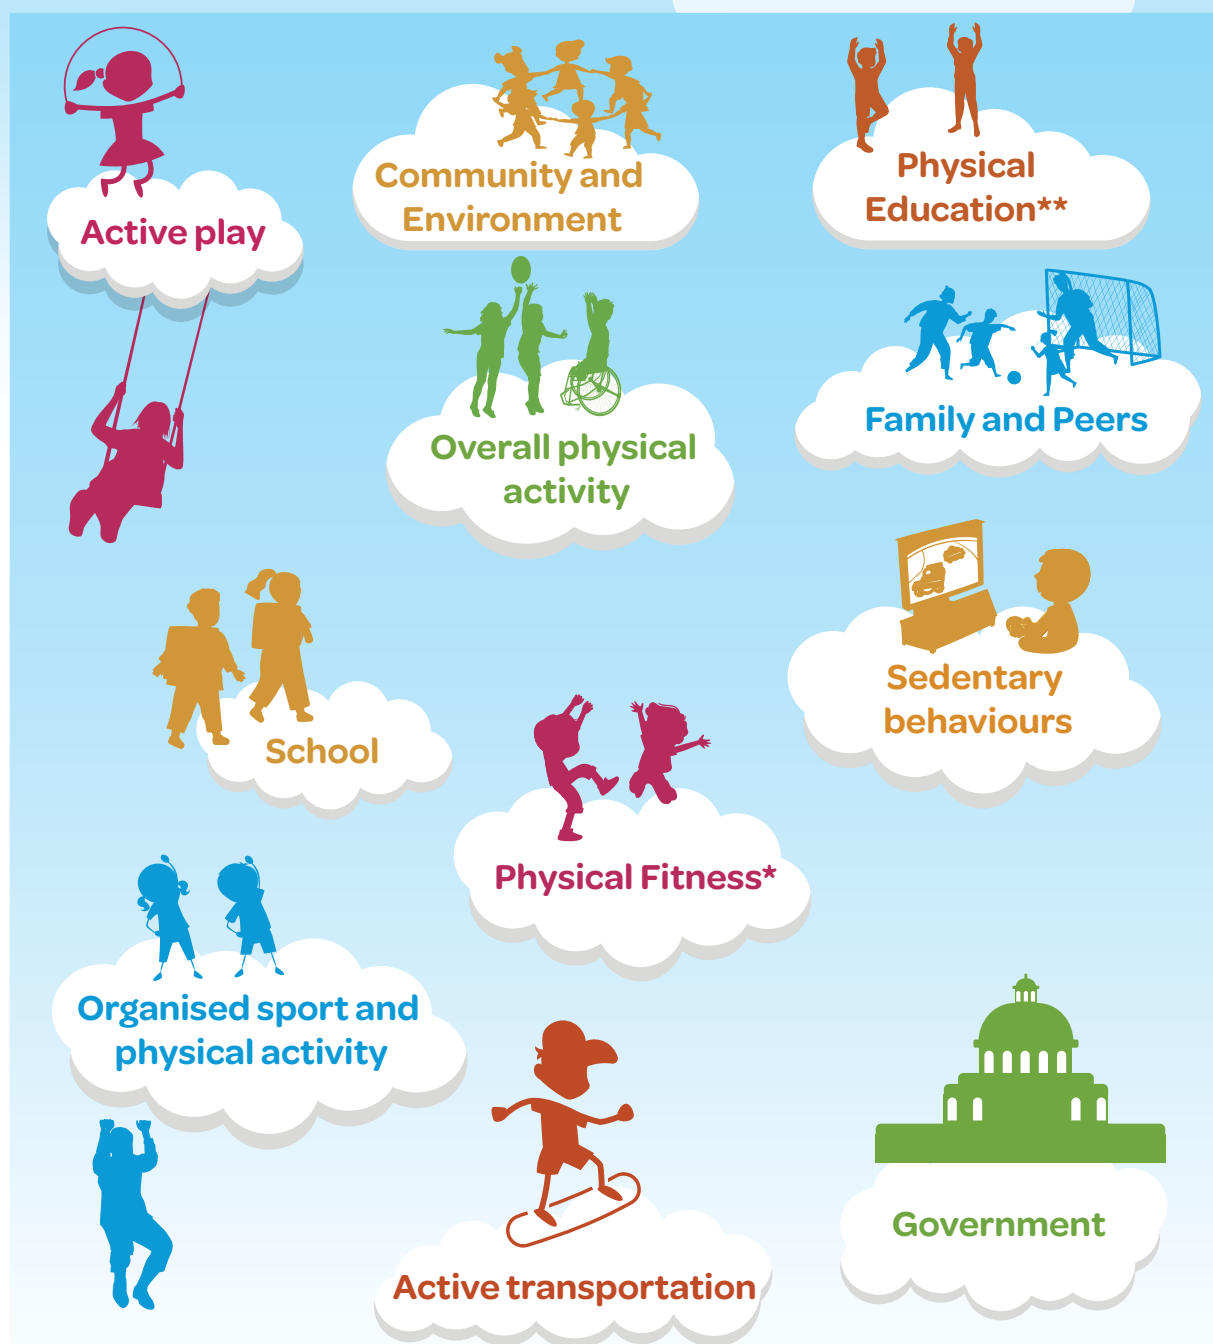 Active play
Community and
Environment
Physical
Education**
Overall physical
activity
Family and Peers
School
Sedentary
behaviours
Physical Fitness*
Organised sport and
physical activity
Active transportation
Government